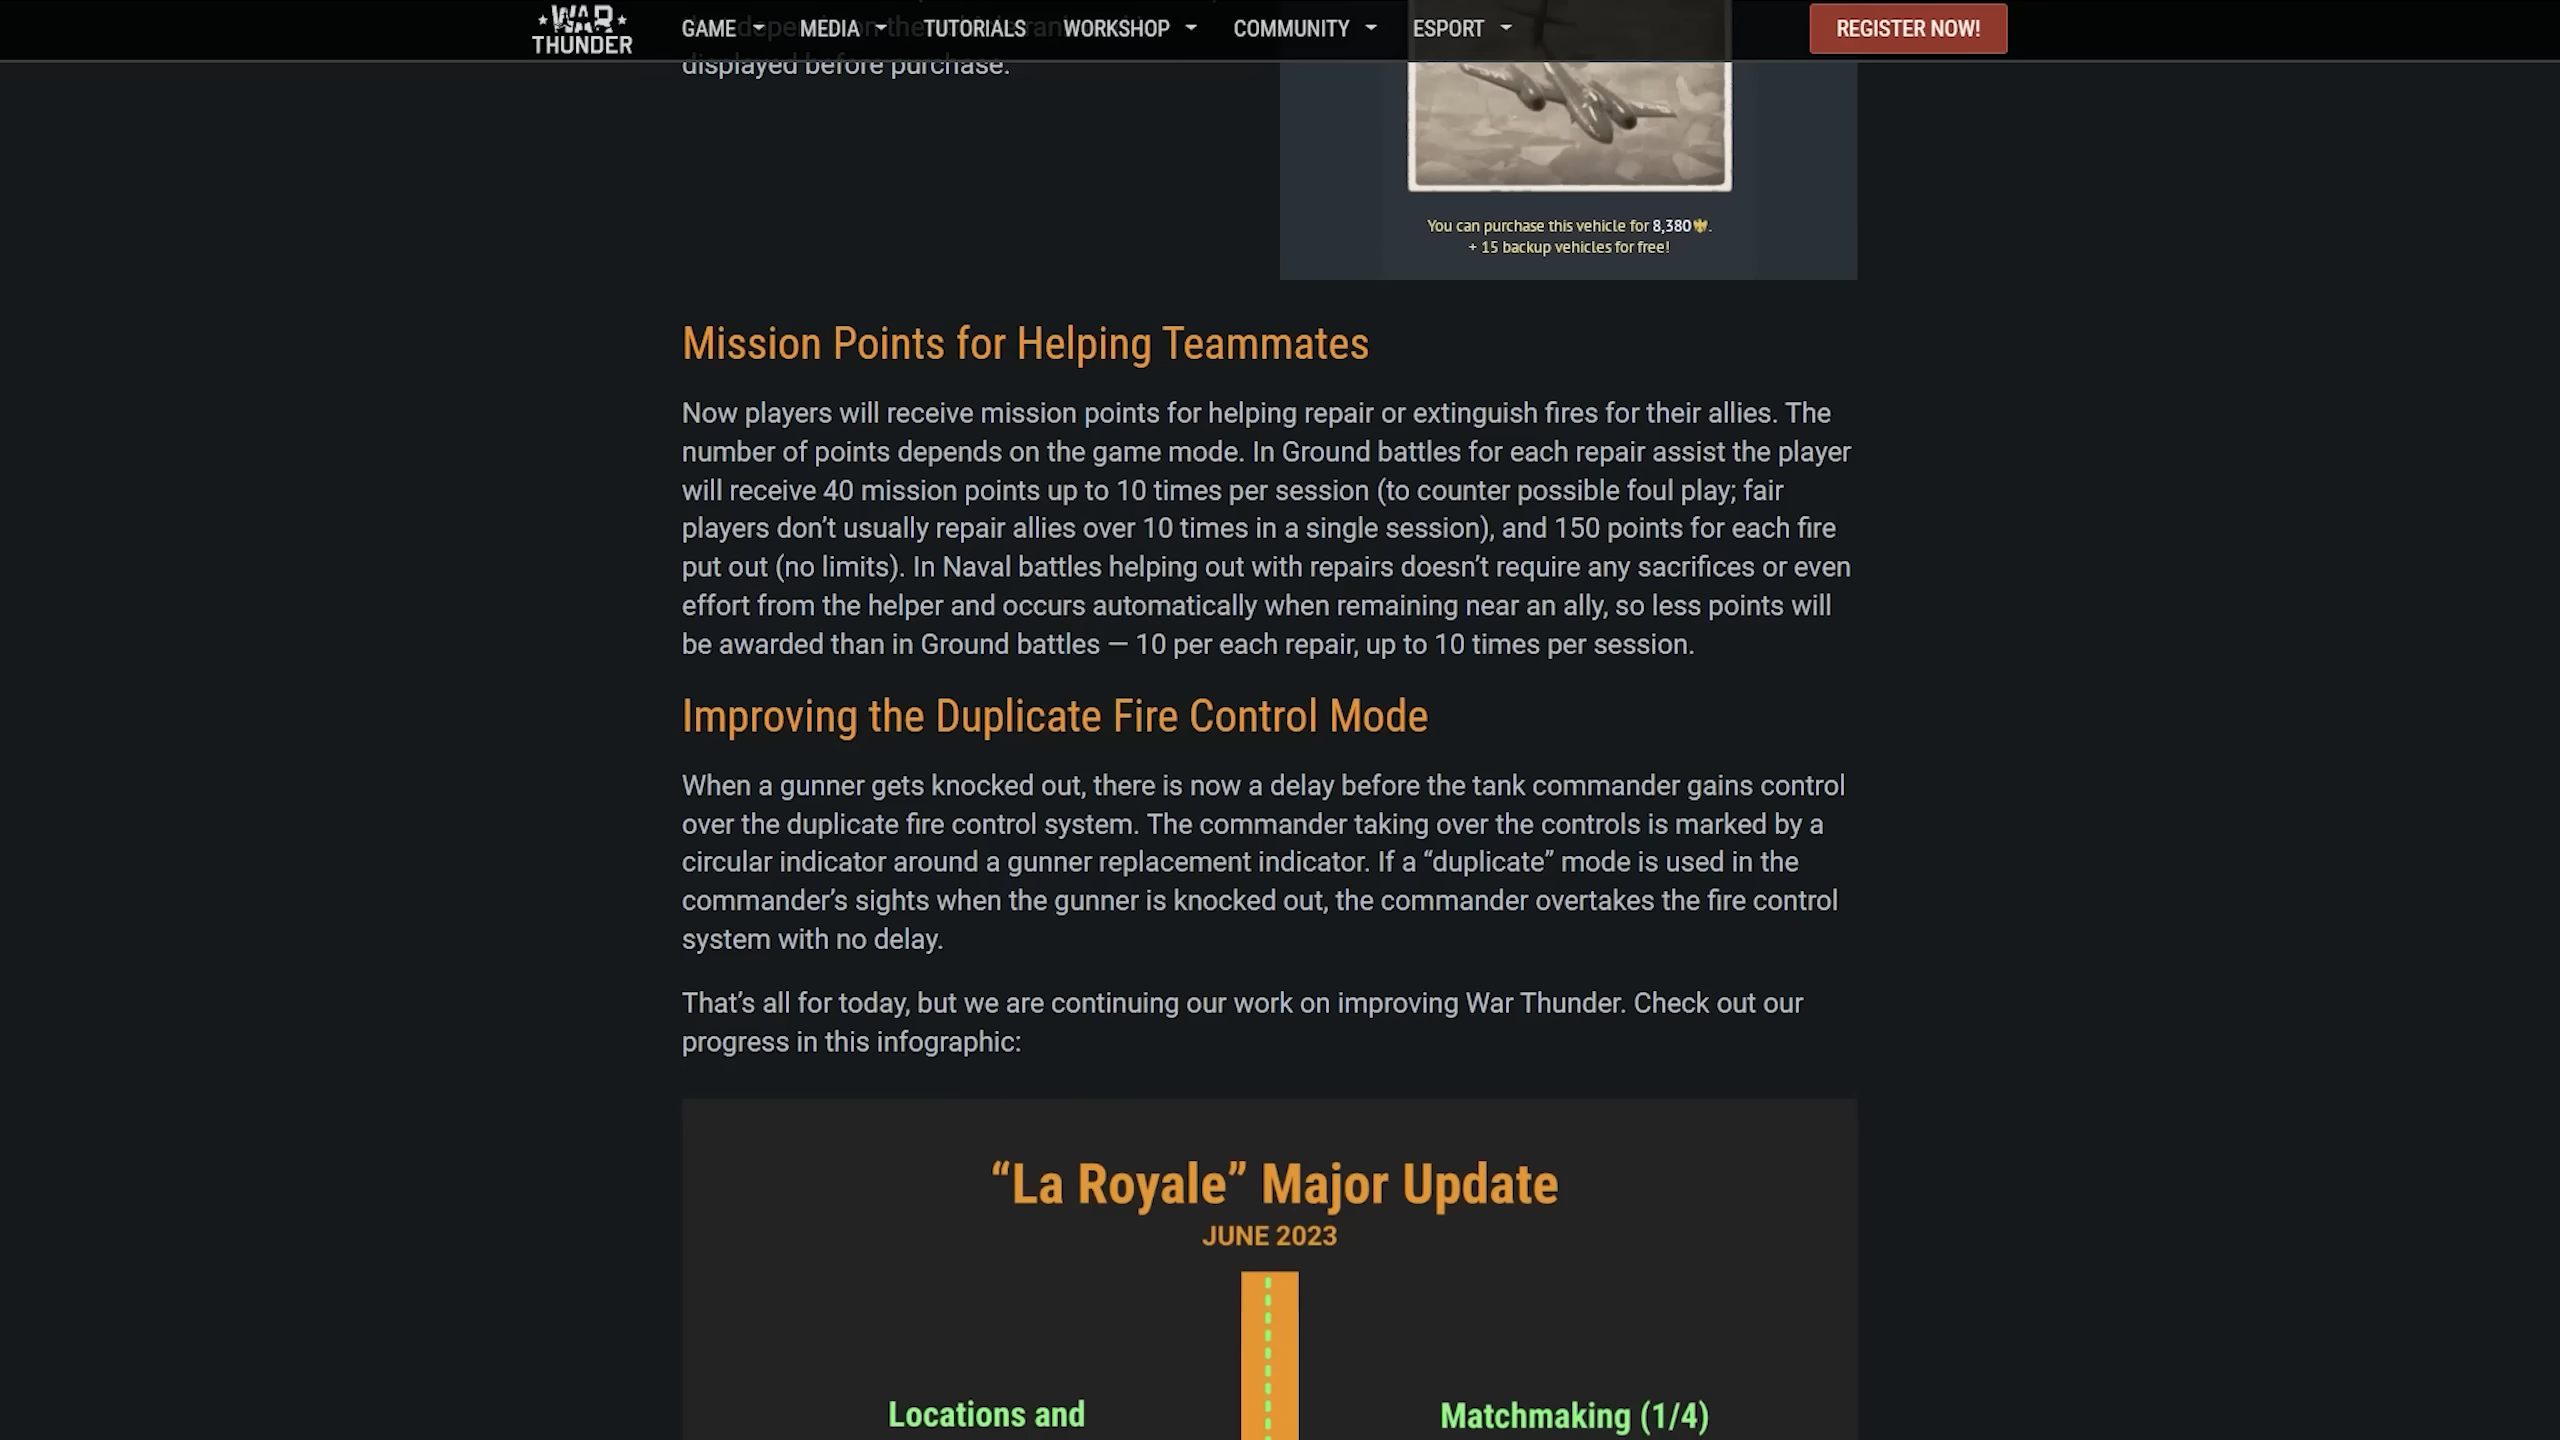 WAR
THUNDER
GAME
MEDIA
TUTORIALS
WORKSHOP
COMMUNITY
ESPORT
REGISTER NOW!
displayed before purchase.
You can purchase this vehicle for 8,380.
+ 15 backup vehicles for free!
Mission Points for Helping Teammates
Now players will receive mission points for helping repair or extinguish fires for their allies. The
number of points depends on the game mode. In Ground battles for each repair assist the player
will receive 40 mission points up to 10 times per session (to counter possible foul play; fair
players don’t usually repair allies over 10 times in a single session), and 150 points for each fire
put out (no limits). In Naval battles helping out with repairs doesn’t require any sacrifices or even
effort from the helper and occurs automatically when remaining near an ally, so less points will
be awarded than in Ground battles — 10 per each repair, up to 10 times per session.
Improving the Duplicate Fire Control Mode
When a gunner gets knocked out, there is now a delay before the tank commander gains control
over the duplicate fire control system. The commander taking over the controls is marked by a
circular indicator around a gunner replacement indicator. If a “duplicate” mode is used in the
commander’s sights when the gunner is knocked out, the commander overtakes the fire control
system with no delay.
That’s all for today, but we are continuing our work on improving War Thunder. Check out our
progress in this infographic:
“La Royale” Major Update
JUNE 2023
Locations and
Matchmaking (1/4)